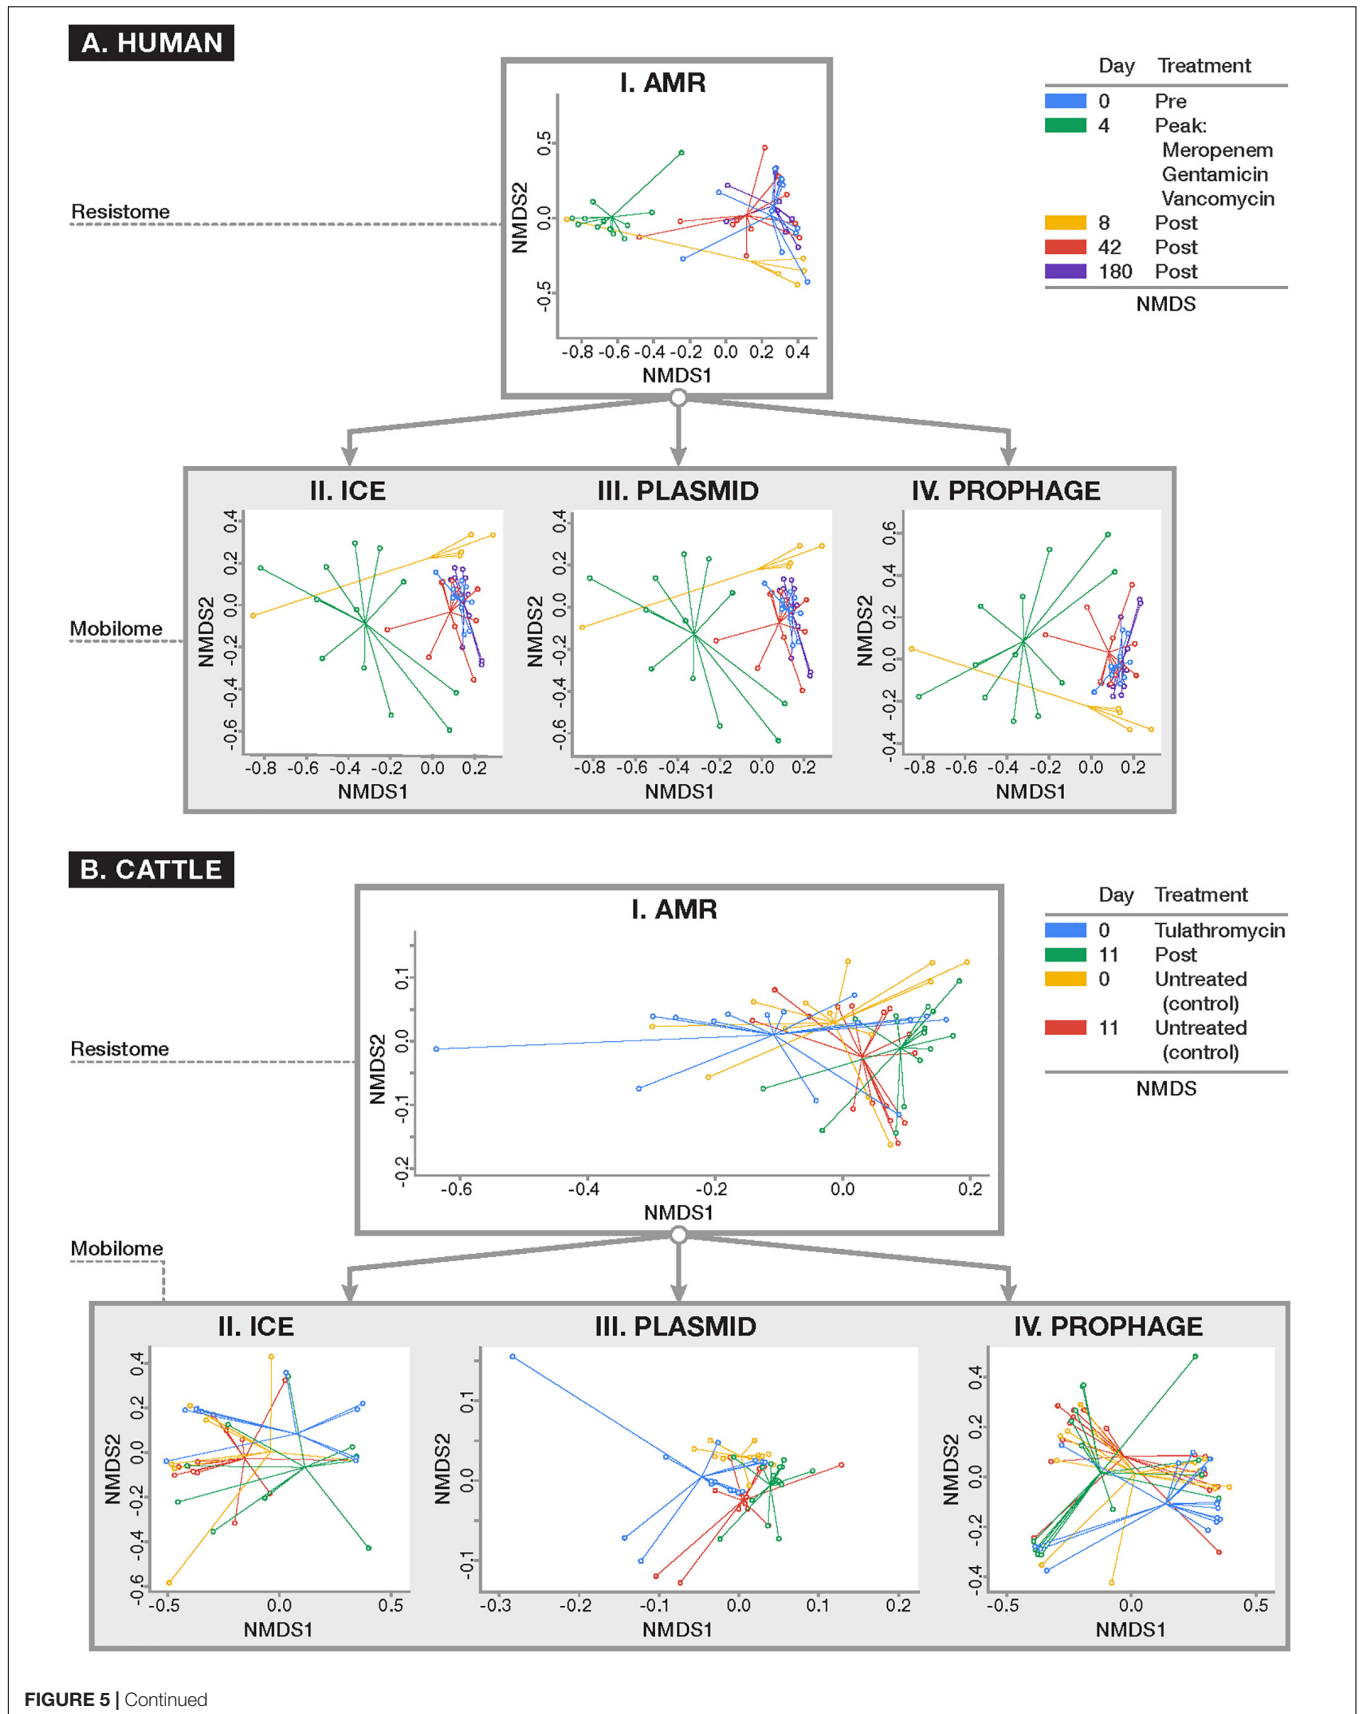 A. HUMAN
I. AMR
Day Treatment
0 Pre
4 Peak:
Meropenem
Gentamicin
Vancomycin
8 Post
42 Post
180 Post
NMDS
Resistome
0.5
0.0
-0.5
NMDS2
-0.8 -0.6 -0.4 -0.2 0.0 0.2 0.4
NMDS1
Mobilome
II. ICE
0.4
0.2
0.0
-0.2
-0.4
-0.6
NMDS2
-0.8 -0.6 -0.4 -0.2 0.0 0.2
NMDS1
III. PLASMID
0.4
0.2
0.0
-0.2
-0.4
-0.6
NMDS2
-0.8 -0.6 -0.4 -0.2 0.0 0.2
NMDS1
IV. PROPHAGE
0.6
0.4
0.2
0.0
-0.2
-0.4
NMDS2
-0.8 -0.6 -0.4 -0.2 0.0 0.2
NMDS1
B. CATTLE
I. AMR
Day Treatment
0 Tulathromycin
11 Post
0 Untreated
(control)
11 Untreated
(control)
NMDS
Resistome
0.1
0.0
-0.1
-0.2
NMDS2
-0.6 -0.4 -0.2 0.0 0.2
NMDS1
Mobilome
II. ICE
0.4
0.2
0.0
-0.2
-0.4
-0.6
NMDS2
-0.5 0.0 0.5
NMDS1
III. PLASMID
0.1
0.0
-0.1
NMDS2
-0.3 -0.2 -0.1 0.0 0.1 0.2
NMDS1
IV. PROPHAGE
0.4
0.2
0.0
-0.2
-0.4
NMDS2
-0.5 0.0 0.5
NMDS1
FIGURE 5 | Continued